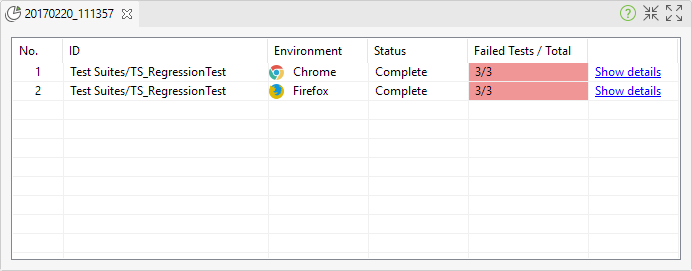 20170220_111357
No. ID Environment Status Failed Tests / Total
1 Test Suites/TS_RegressionTest Chrome Complete 3/3 Show details
2 Test Suites/TS_RegressionTest Firefox Complete 3/3 Show details